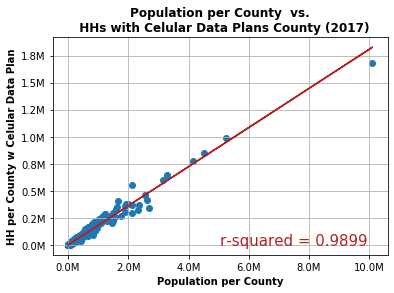 Population per County  vs.
HHs with Celular Data Plans County (2017)
HH per County w Celular Data Plan
1.8M
1.5M
1.2M
1.0M
0.8M
0.5M
0.2M
0.0M
r-squared = 0.9899
0.0M 2.0M 4.0M 6.0M 8.0M 10.0M
Population per County